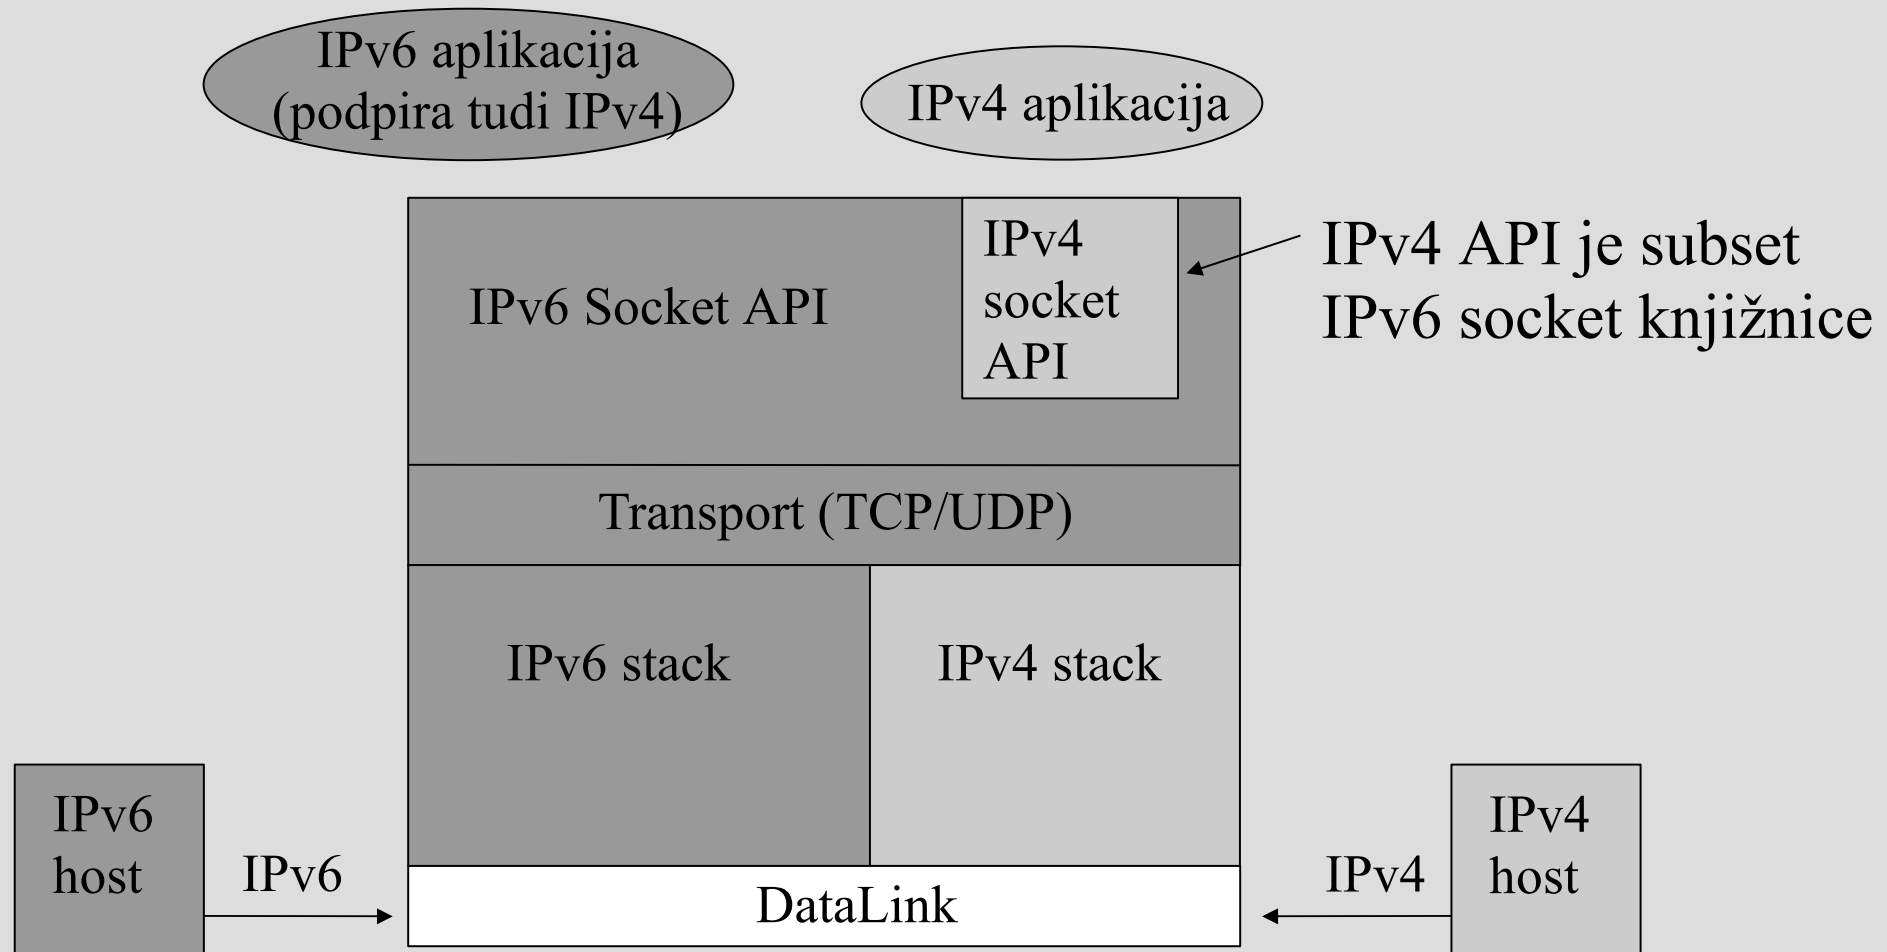 IPv6 aplikacija
(podpira tudi IPv4)
IPv4 aplikacija
IPv6 Socket API
IPv4
socket
API
IPv4 API je subset
IPv6 socket knjižnice
Transport (TCP/UDP)
IPv6 stack
IPv4 stack
IPv6
host
IPv6
DataLink
IPv4
IPv4
host